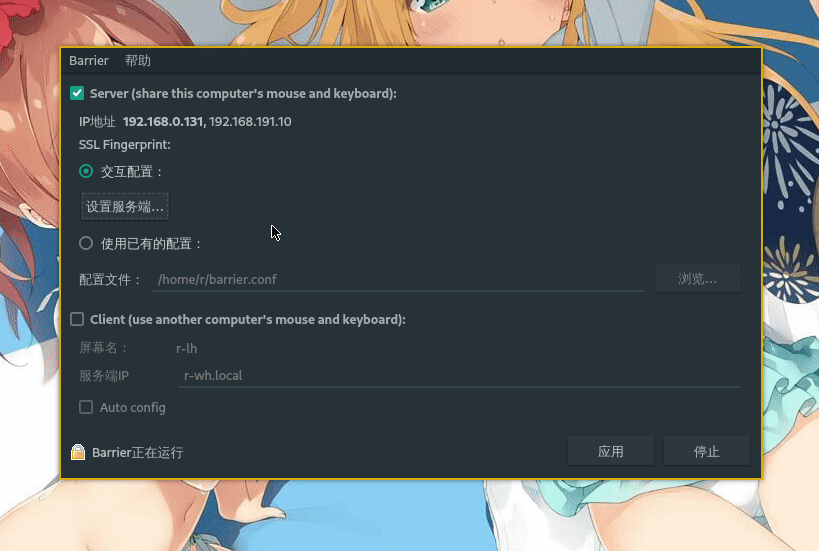 Barrier 帮助
Server (share this computer's mouse and keyboard):
IP地址 192.168.0.131, 192.168.191.10
SSL Fingerprint:
交互配置：
设置服务端...
使用已有的配置：
配置文件： /home/r/barrier.conf 浏览...
Client (use another computer's mouse and keyboard):
屏幕名： r-lh
服务端IP r-wh.local
Auto config
Barrier正在运行 应用 停止